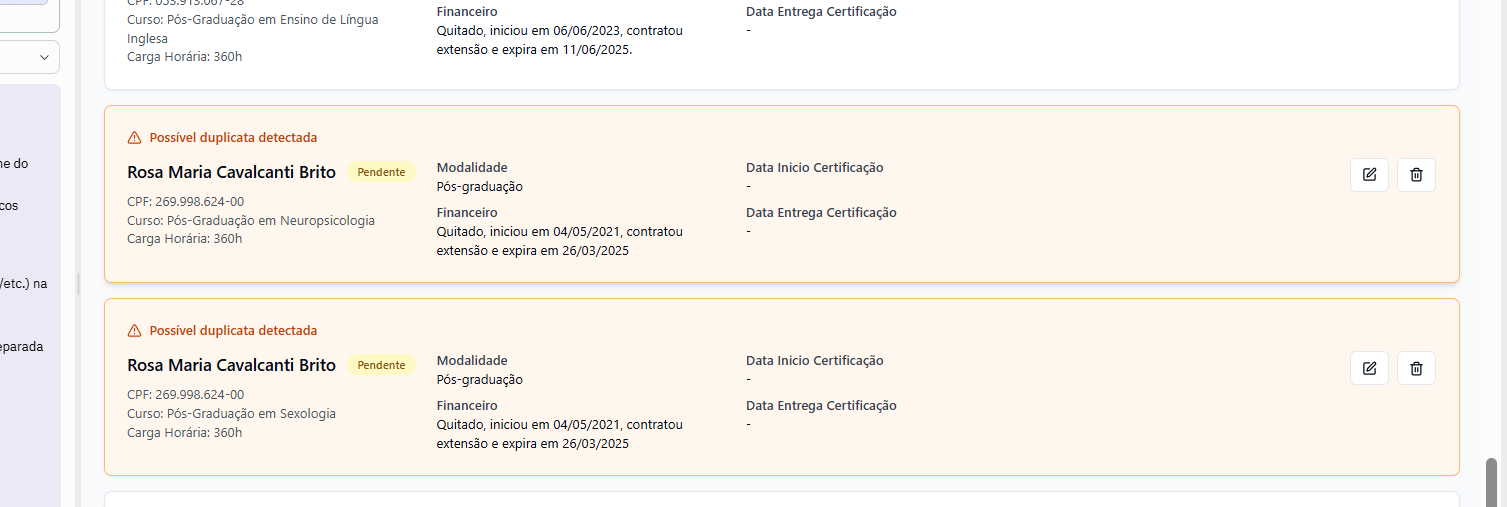 CPF: 053.913.067-28
Curso: Pós-Graduação em Ensino de Língua
Inglesa
Carga Horária: 360h
Financeiro
Quitado, iniciou em 06/06/2023, contratou
extensão e expira em 11/06/2025.
Data Entrega Certificação
-
ne do
cos
/etc.) na
eparada
Possível duplicata detectada
Rosa Maria Cavalcanti Brito Pendente
CPF: 269.998.624-00
Curso: Pós-Graduação em Neuropsicologia
Carga Horária: 360h
Modalidade
Pós-graduação
Financeiro
Quitado, iniciou em 04/05/2021, contratou
extensão e expira em 26/03/2025
Data Inicio Certificação
-
Data Entrega Certificação
-
Possível duplicata detectada
Rosa Maria Cavalcanti Brito Pendente
CPF: 269.998.624-00
Curso: Pós-Graduação em Sexologia
Carga Horária: 360h
Modalidade
Pós-graduação
Financeiro
Quitado, iniciou em 04/05/2021, contratou
extensão e expira em 26/03/2025
Data Inicio Certificação
-
Data Entrega Certificação
-